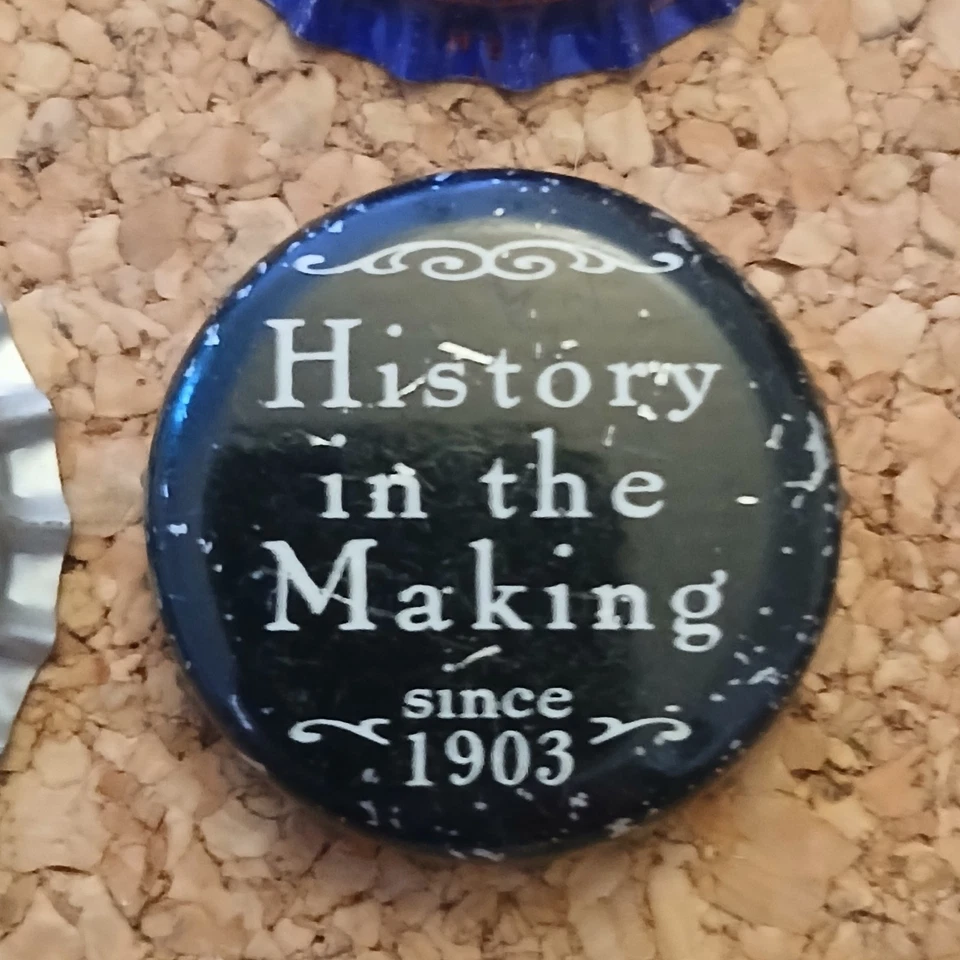 History
in the
Making
since
1903